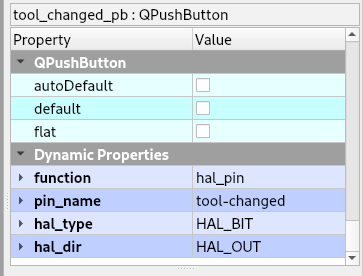 tool_changed_pb : QPushButton
Property Value
QPushButton
autoDefault
default
flat
Dynamic Properties
function hal_pin
pin_name tool-changed
hal_type HAL_BIT
hal_dir HAL_OUT